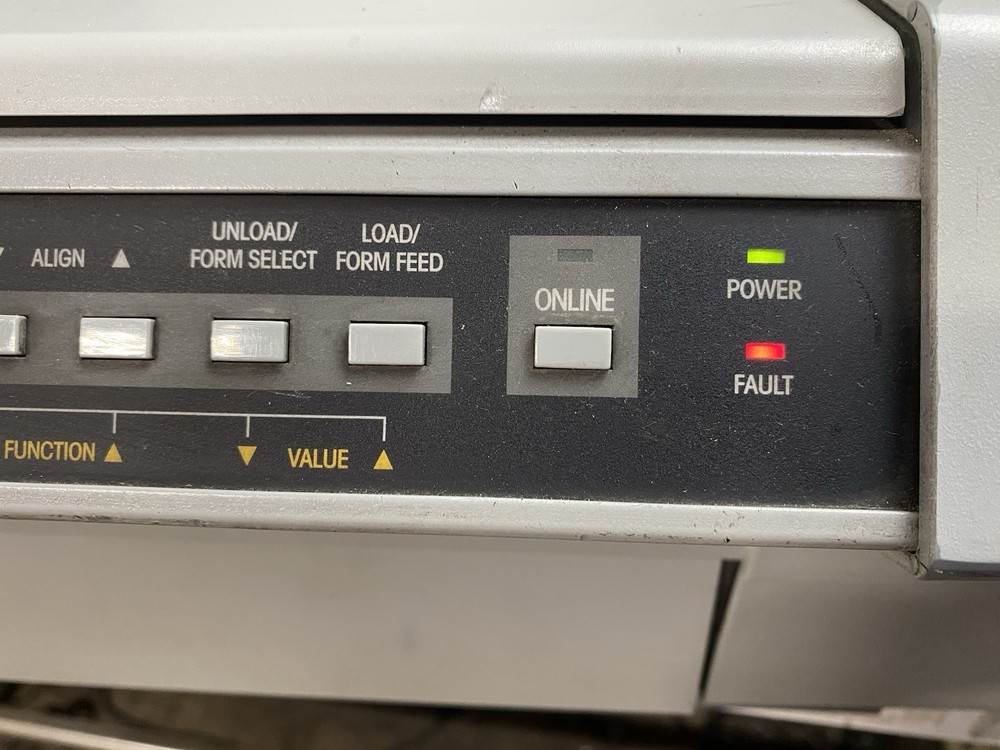 ALIGN ▲
UNLOAD/
FORM SELECT
LOAD/
FORM FEED
ONLINE
POWER
FAULT
FUNCTION ▲
▼ VALUE ▲